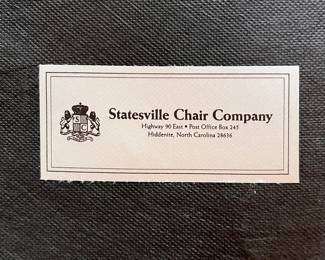 S C
Statesville Chair Company
Highway 90 East • Post Office Box 245
Hiddenite, North Carolina 28636